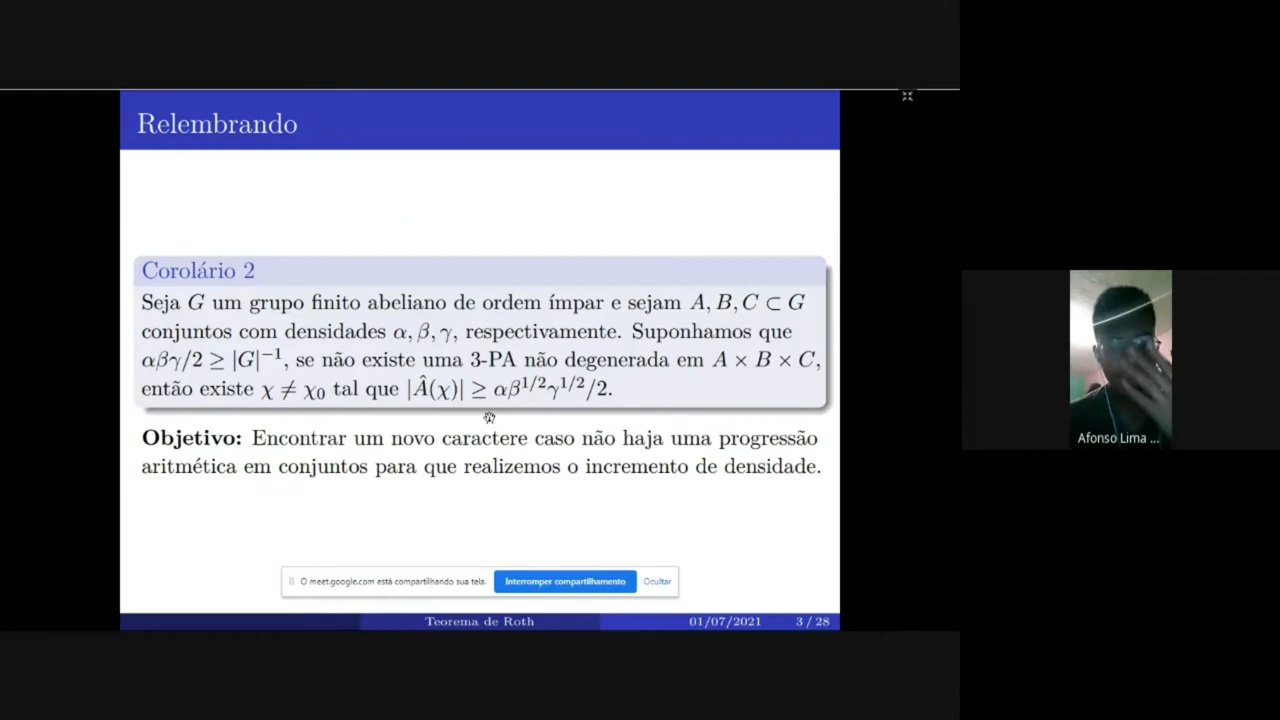 Relembrando
Corolário 2
Seja G um grupo finito abeliano de ordem ímpar e sejam A, B, C ⊂ G
conjuntos com densidades α, β, γ, respectivamente. Suponhamos que
αβγ/2 ≥ |G|⁻¹, se não existe uma 3-PA não degenerada em A × B × C,
então existe χ ≠ χ₀ tal que |Â(χ)| ≥ αβ^{1/2}γ^{1/2}/2.
Objetivo: Encontrar um novo caractere caso não haja uma progressão
aritmética em conjuntos para que realizemos o incremento de densidade.
O meet.google.com está compartilhando sua tela. Interromper compartilhamento Ocultar
Teorema de Roth 01/07/2021 3 / 28
Afonso Lima ...